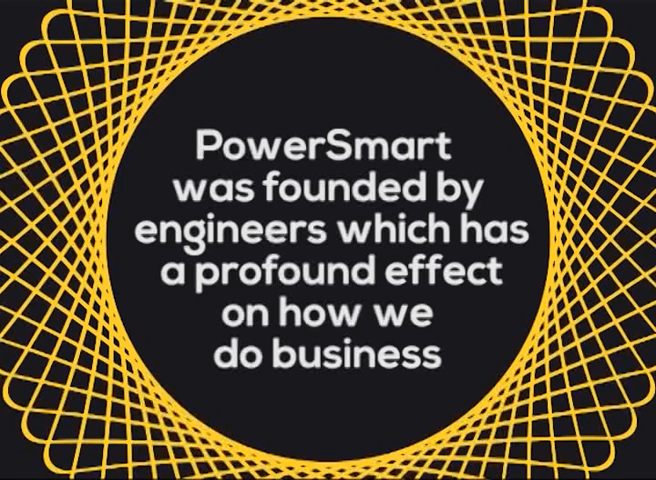 PowerSmart
was founded by
engineers which has
a profound effect
on how we
do business